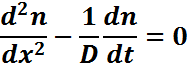 d²n/dx² − 1/D dn/dt = 0